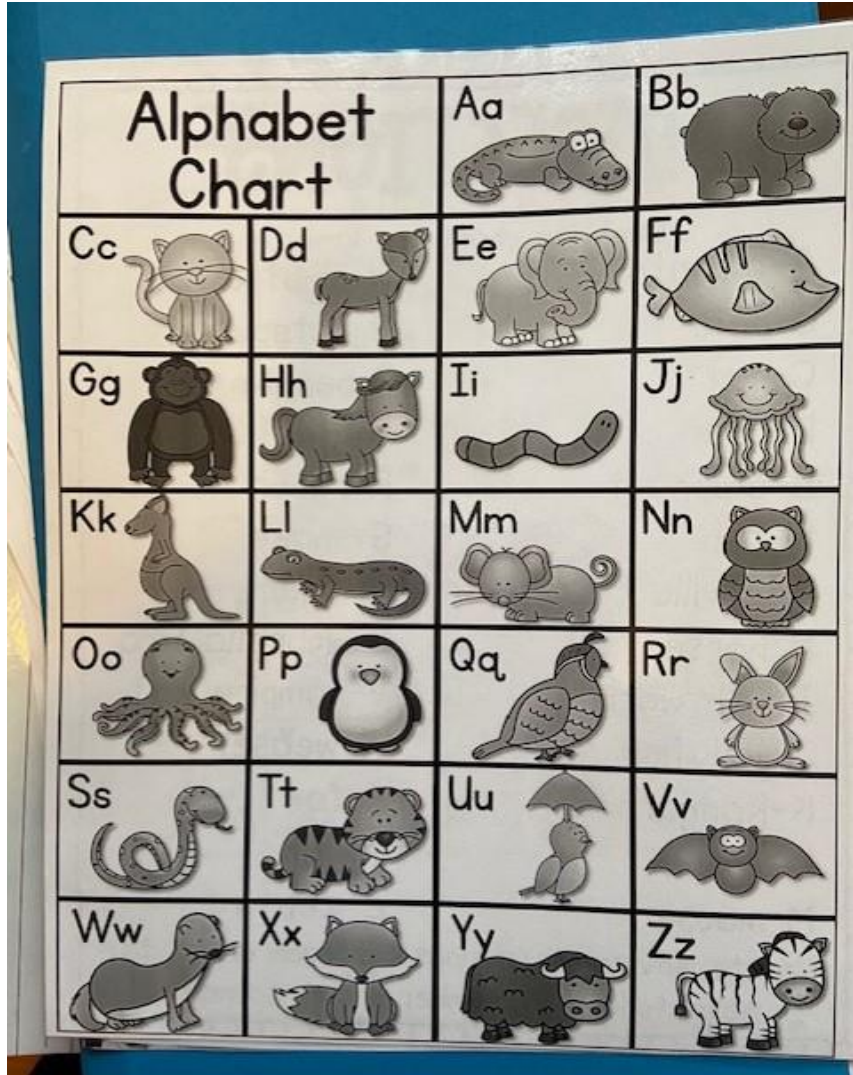 Alphabet
Chart
Aa
Bb
Cc
Dd
Ee
Ff
Gg
Hh
Ii
Jj
Kk
Ll
Mm
Nn
Oo
Pp
Qq
Rr
Ss
Tt
Uu
Vv
Ww
Xx
Yy
Zz